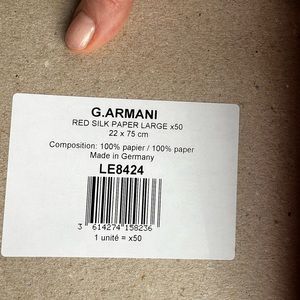 G.ARMANI
RED SILK PAPER LARGE x50
22 x 75 cm
Composition: 100% papier / 100% paper
Made in Germany
LE8424
3 614274 158236
1 unité = x50